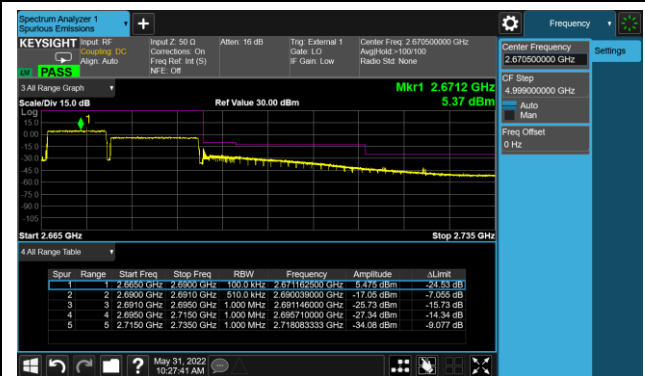 Spectrum Analyzer 1
Spurious Emissions
Frequency
KEYSIGHT
Input: RF
Coupling: DC
Align: Auto
Input Z: 50 Ω
Corrections: On
Freq Ref: Int (S)
NFE: Off
Atten: 16 dB
Trig: External 1
Gate: LO
IF Gain: Low
Center Freq: 2.670500000 GHz
Avg|Hold:>100/100
Radio Std: None
LXI
PASS
Center Frequency
2.670500000 GHz
Settings
CF Step
4.999000000 GHz
Auto
Man
Freq Offset
0 Hz
3 All Range Graph
Mkr1 2.6712 GHz
Scale/Div 15.0 dB
Ref Value 30.00 dBm
5.37 dBm
Log
1
15.0
0.00
-15.0
-30.0
-45.0
-60.0
-75.0
-90.0
-105
Start 2.665 GHz
Stop 2.735 GHz
4 All Range Table
Spur Range Start Freq Stop Freq RBW Frequency Amplitude ΔLimit
1 1 2.6650 GHz 2.6900 GHz 100.0 kHz 2.671162500 GHz 5.475 dBm -24.53 dB
2 2 2.6900 GHz 2.6910 GHz 510.0 kHz 2.690039000 GHz -17.05 dBm -7.055 dB
3 3 2.6910 GHz 2.6950 GHz 1.000 MHz 2.691146000 GHz -25.73 dBm -15.73 dB
4 4 2.6950 GHz 2.7150 GHz 1.000 MHz 2.695710000 GHz -27.34 dBm -14.34 dB
5 5 2.7150 GHz 2.7350 GHz 1.000 MHz 2.718083333 GHz -34.08 dBm -9.077 dB
?
May 31, 2022
10:27:41 AM